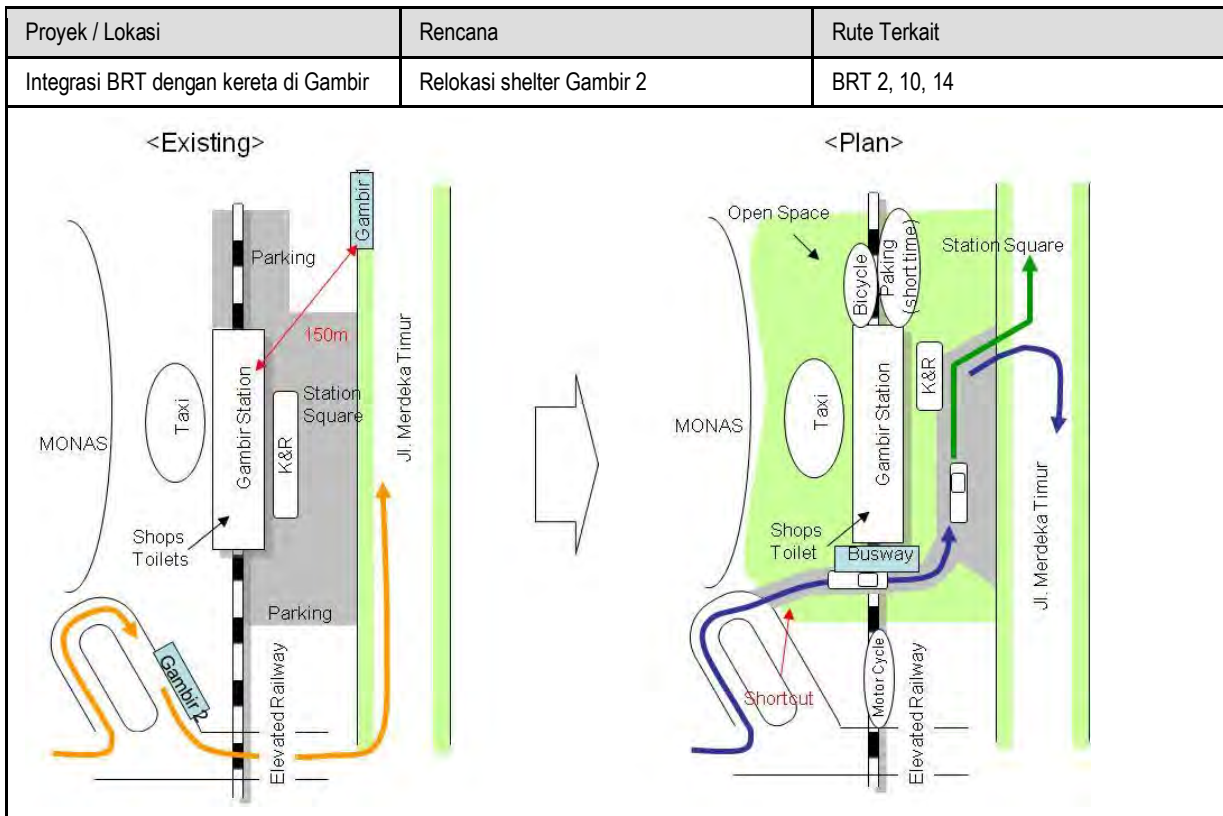 Proyek / Lokasi
Rencana
Rute Terkait
Integrasi BRT dengan kereta di Gambir
Relokasi shelter Gambir 2
BRT 2, 10, 14
<Existing>
Gambir 1
Parking
150m
Gambir Station
Station
Square
K&R
Taxi
MONAS
Jl. Merdeka Timur
Shops
Toilets
Parking
Gambir 2
Elevated Railway
<Plan>
Open Space
Bicycle
Paking
(short time)
Station Square
K&R
Taxi
Gambir Station
MONAS
Shops
Toilet
Busway
Jl. Merdeka Timur
Shortcut
Motor Cycle
Elevated Railway